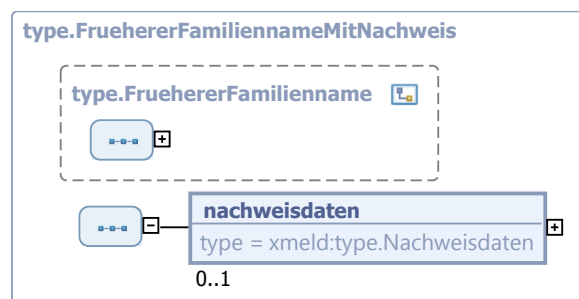 type.FruehererFamiliennameMitNachweis
type.FruehererFamilienname
nachweisdaten
type = xmeld:type.Nachweisdaten
0..1